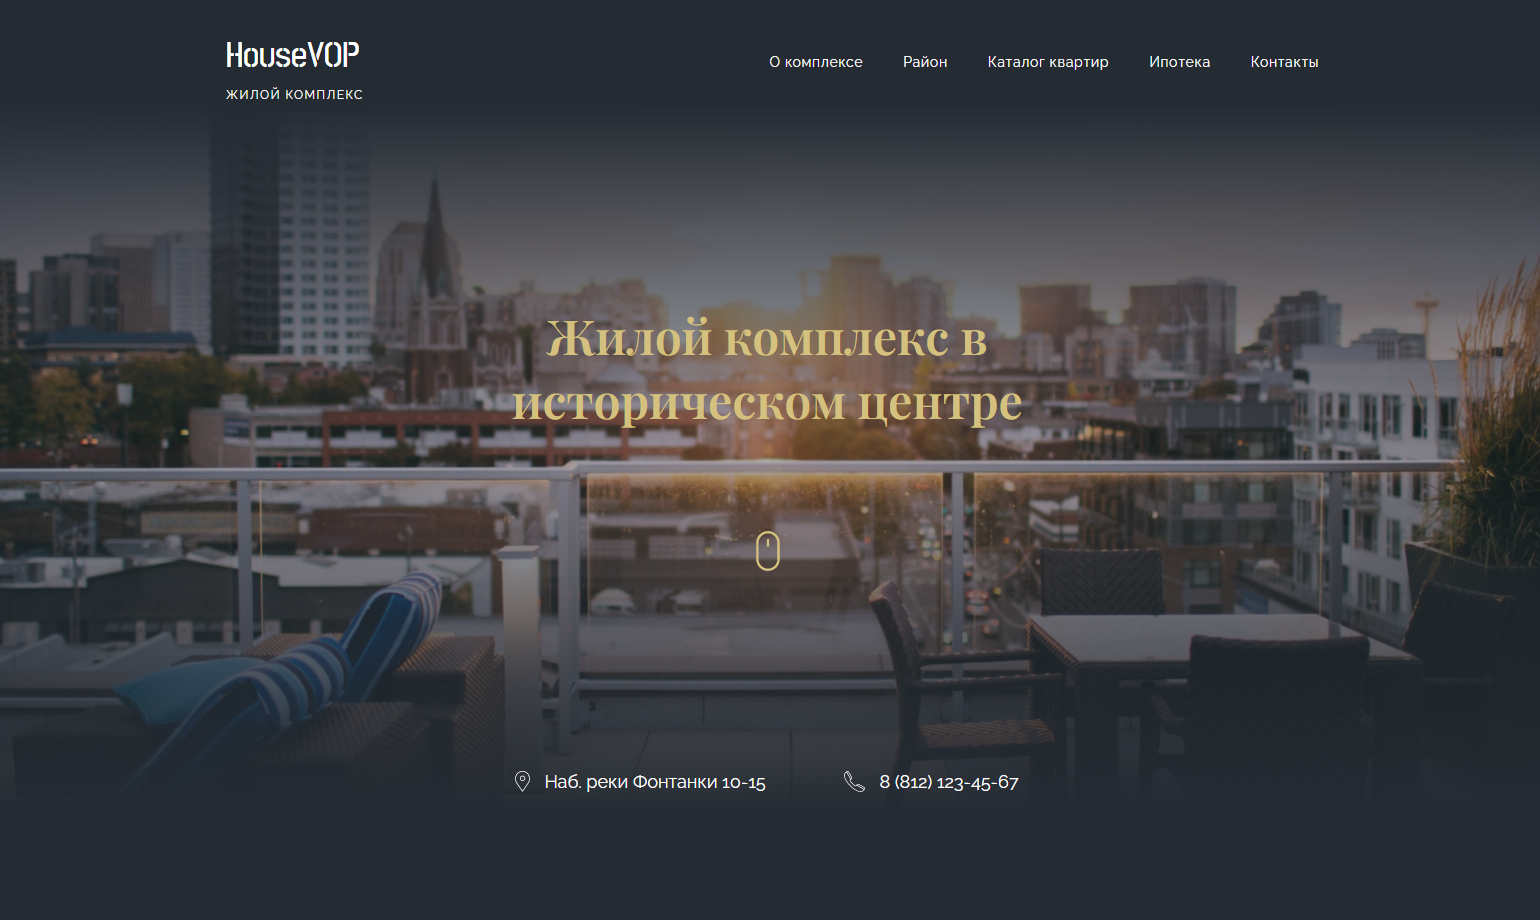 HouseVOP
ЖИЛОЙ КОМПЛЕКС
О комплексе Район Каталог квартир Ипотека Контакты
Жилой комплекс в
историческом центре
Наб. реки Фонтанки 10-15 8 (812) 123-45-67